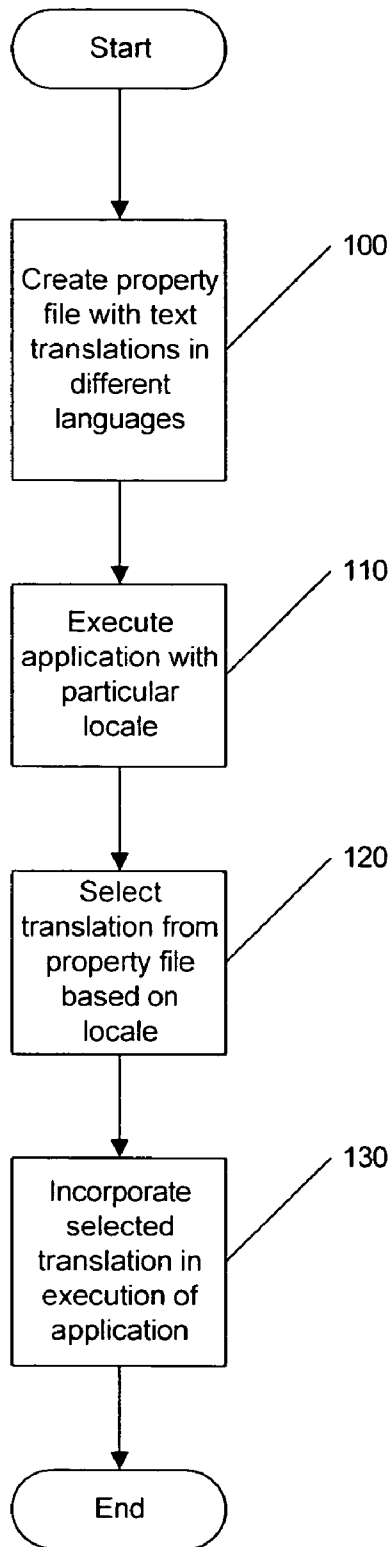 Start
100
Create property
file with text
translations in
different
languages
110
Execute
application with
particular
locale
120
Select
translation from
property file
based on
locale
130
Incorporate
selected
translation in
execution of
application
End